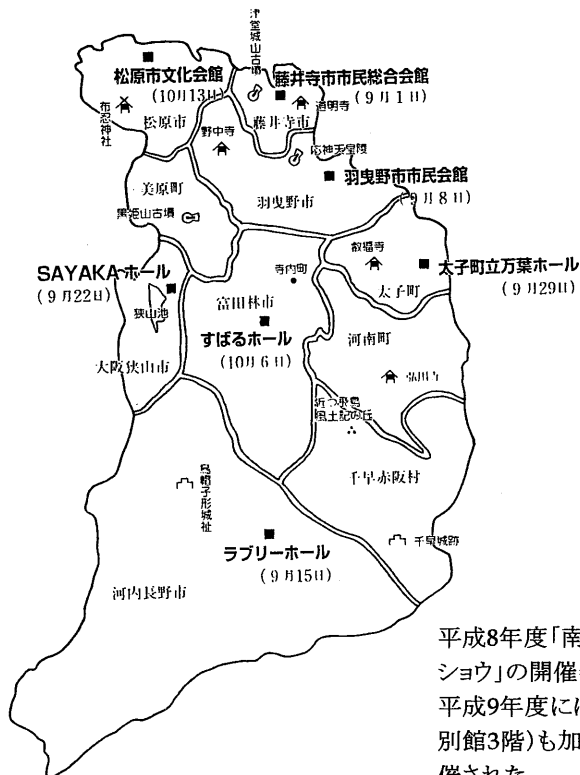 津堂城山古墳
松原市文化会館
(10月13日)
藤井寺市市民総合会館
(9月1日)
布忍神社
松原市
道明寺
藤井寺市
野中寺
応神天皇陵
羽曳野市市民会館
(9月8日)
美原町
羽曳野市
黒姫山古墳
叡福寺
太子町立万葉ホール
(9月29日)
太子町
SAYAKAホール
(9月22日)
狭山池
寺内町
富田林市
すばるホール
(10月6日)
河南町
大阪狭山市
弘川寺
近つ飛鳥
風土記の丘
千早赤阪村
烏帽子形城址
千早城跡
ラブリーホール
(9月15日)
河内長野市
平成8年度「南
ショウ」の開催
平成9年度には
別館3階)も加
催された